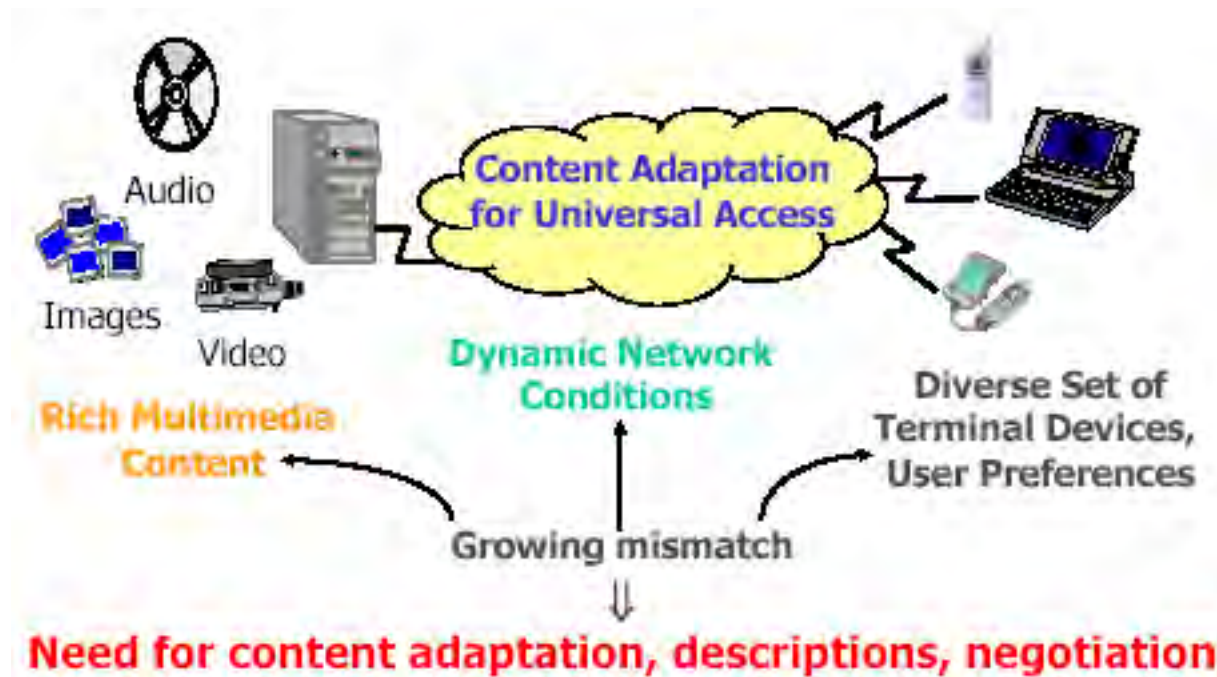 Audio
Images
Video
Content Adaptation
for Universal Access
Rich Multimedia
Content
Dynamic Network
Conditions
Diverse Set of
Terminal Devices,
User Preferences
Growing mismatch
⇓
Need for content adaptation, descriptions, negotiation